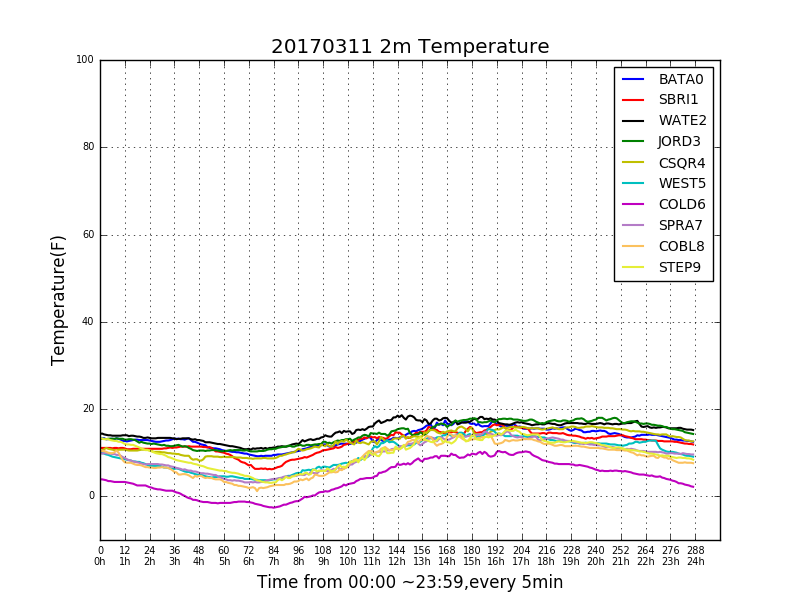 20170311 2m Temperature
100
80
60
40
20
0
Temperature(F)
BATA0
SBRI1
WATE2
JORD3
CSQR4
WEST5
COLD6
SPRA7
COBL8
STEP9
0 12 24 36 48 60 72 84 96 108 120 132 144 156 168 180 192 204 216 228 240 252 264 276 288
0h 1h 2h 3h 4h 5h 6h 7h 8h 9h 10h 11h 12h 13h 14h 15h 16h 17h 18h 19h 20h 21h 22h 23h 24h
Time from 00:00 ~23:59,every 5min